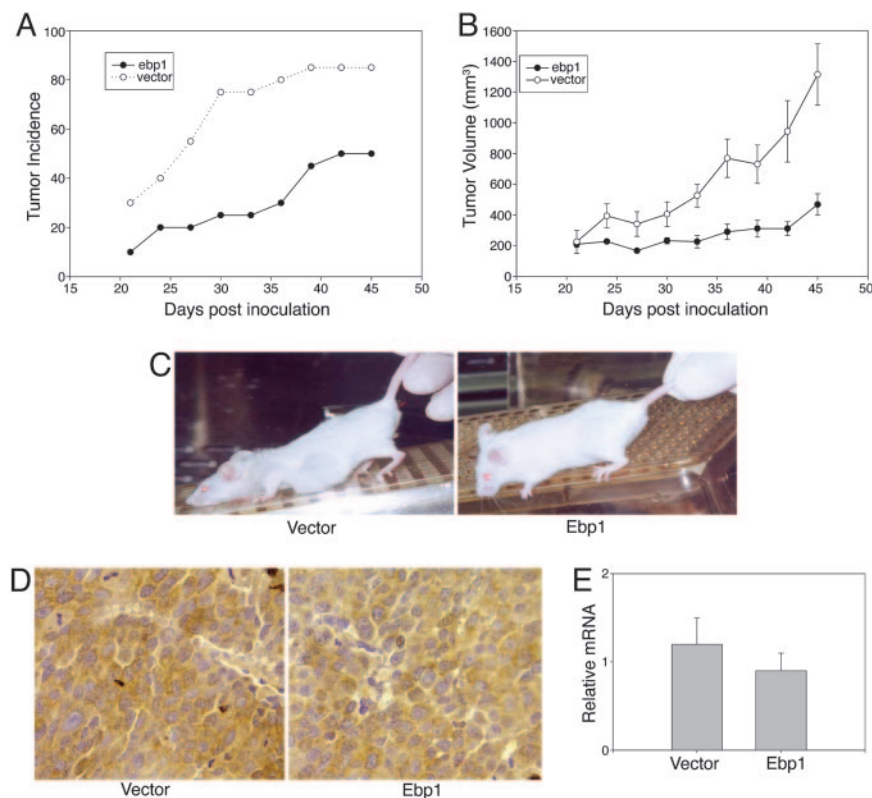 A
100
80
60
40
20
0
Tumor Incidence
ebp1
vector
15 20 25 30 35 40 45 50
Days post inoculation
B
1600
1400
1200
1000
800
600
400
200
0
Tumor Volume (mm³)
ebp1
vector
15 20 25 30 35 40 45 50
Days post inoculation
C
Vector
Ebp1
D
Vector
Ebp1
E
2
1
0
Relative mRNA
Vector
Ebp1